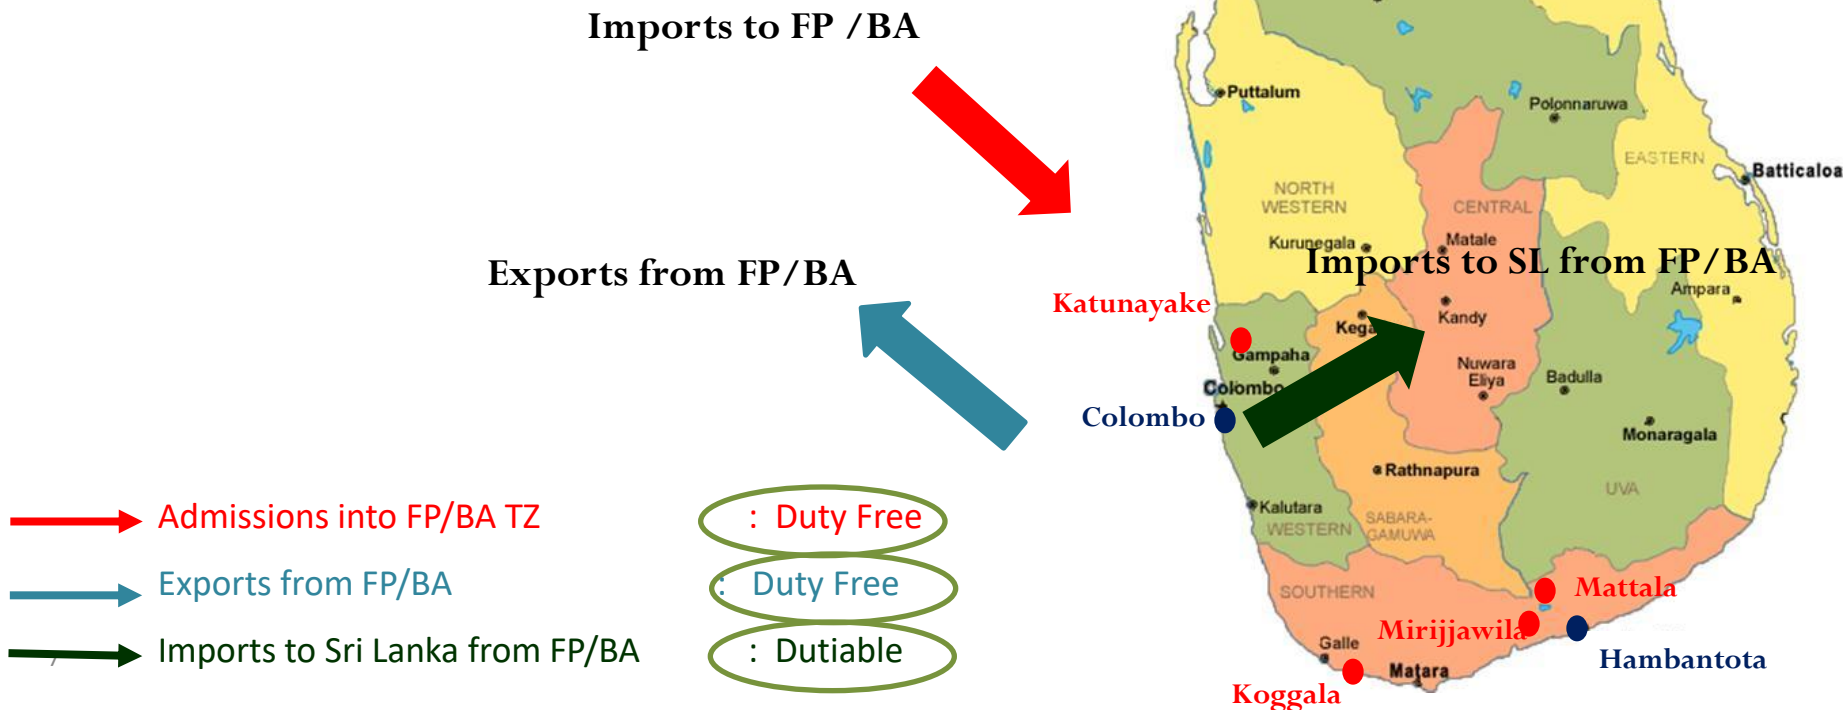 Imports to FP /BA
Puttalum
Polonnaruwa
EASTERN
Batticaloa
NORTH
WESTERN
CENTRAL
Kurunegala
Matale
Exports from FP/BA
Imports to SL from FP/BA
Ampara
Katunayake
Kandy
Gampaha
Nuwara
Eliya
Badulla
Colombo
Colombo
Monaragala
Rathnapura
UVA
Admissions into FP/BA TZ : Duty Free
Kalutara
WESTERN
SABARA-
GAMUWA
Exports from FP/BA : Duty Free
SOUTHERN
Mattala
Mirijjawila
Imports to Sri Lanka from FP/BA : Dutiable
Galle
Hambantota
Matara
Koggala